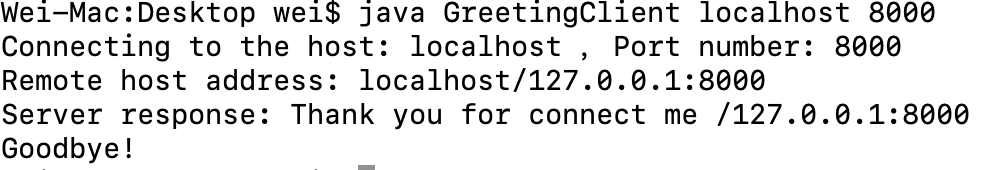 Wei-Mac:Desktop wei$ java GreetingClient localhost 8000
Connecting to the host: localhost , Port number: 8000
Remote host address: localhost/127.0.0.1:8000
Server response: Thank you for connect me /127.0.0.1:8000
Goodbye!